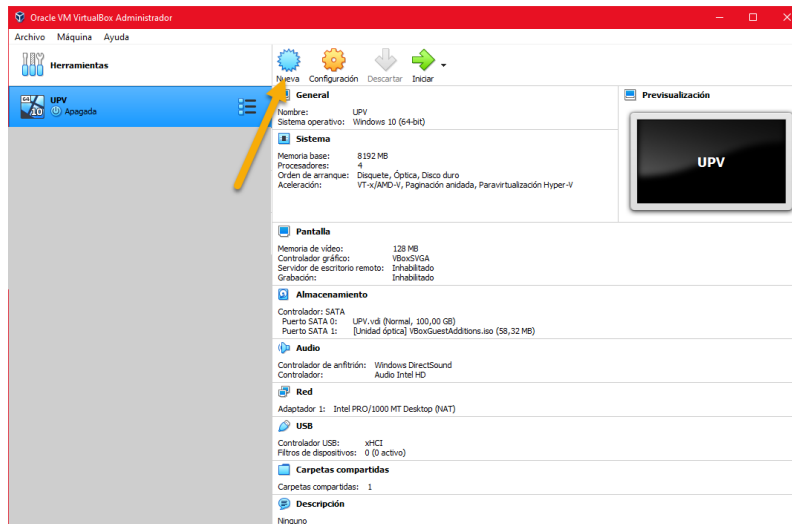 Oracle VM VirtualBox Administrador
Archivo Máquina Ayuda
Herramientas
Nueva Configuración Descartar Iniciar
64
10
UPV
Apagada
General
Nombre: UPV
Sistema operativo: Windows 10 (64-bit)
Previsualización
UPV
Sistema
Memoria base: 8192 MB
Procesadores: 4
Orden de arranque: Disquete, Óptica, Disco duro
Aceleración: VT-x/AMD-V, Paginación anidada, Paravirtualización Hyper-V
Pantalla
Memoria de vídeo: 128 MB
Controlador gráfico: VBoxSVGA
Servidor de escritorio remoto: Inhabilitado
Grabación: Inhabilitado
Almacenamiento
Controlador: SATA
Puerto SATA 0: UPV.vdi (Normal, 100,00 GB)
Puerto SATA 1: [Unidad óptica] VBoxGuestAdditions.iso (58,32 MB)
Audio
Controlador de anfitrión: Windows DirectSound
Controlador: Audio Intel HD
Red
Adaptador 1: Intel PRO/1000 MT Desktop (NAT)
USB
Controlador USB: xHCI
Filtros de dispositivos: 0 (0 activo)
Carpetas compartidas
Carpetas compartidas: 1
Descripción
Ninguno